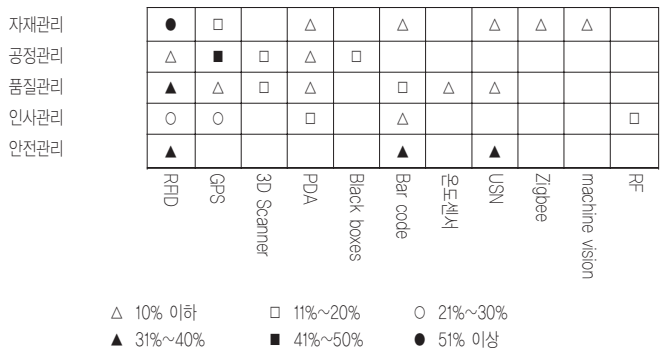 자재관리 ● □ △ △ △ △ △
공정관리 △ ■ □ △ □
품질관리 ▲ △ □ △ □ △ △
인사관리 ○ ○ □ △ □
안전관리 ▲ ▲ ▲
RFID GPS 3D Scanner PDA Black boxes Bar code 온도센서 USN Zigbee machine vision RF
△ 10% 이하 □ 11%~20% ○ 21%~30%
▲ 31%~40% ■ 41%~50% ● 51% 이상